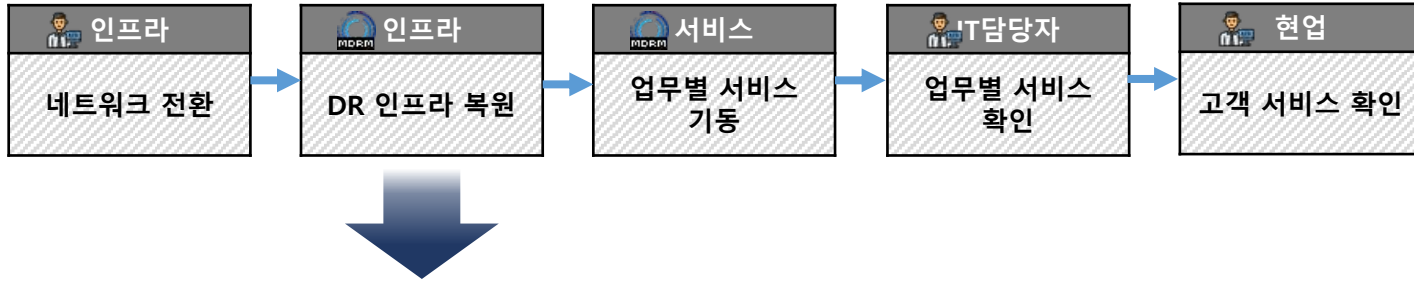 인프라
네트워크 전환
MDRM
인프라
DR 인프라 복원
MDRM
서비스
업무별 서비스
기동
IT담당자
업무별 서비스
확인
현업
고객 서비스 확인